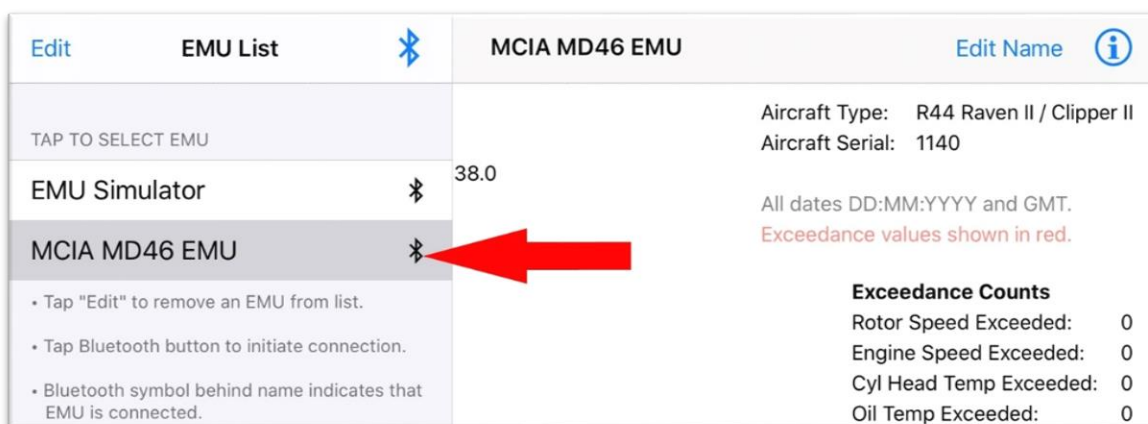 Edit EMU List
TAP TO SELECT EMU
EMU Simulator
MCIA MD46 EMU
• Tap "Edit" to remove an EMU from list.
• Tap Bluetooth button to initiate connection.
• Bluetooth symbol behind name indicates that
EMU is connected.
MCIA MD46 EMU Edit Name
Aircraft Type: R44 Raven II / Clipper II
Aircraft Serial: 1140
38.0
All dates DD:MM:YYYY and GMT.
Exceedance values shown in red.
Exceedance Counts
Rotor Speed Exceeded: 0
Engine Speed Exceeded: 0
Cyl Head Temp Exceeded: 0
Oil Temp Exceeded: 0